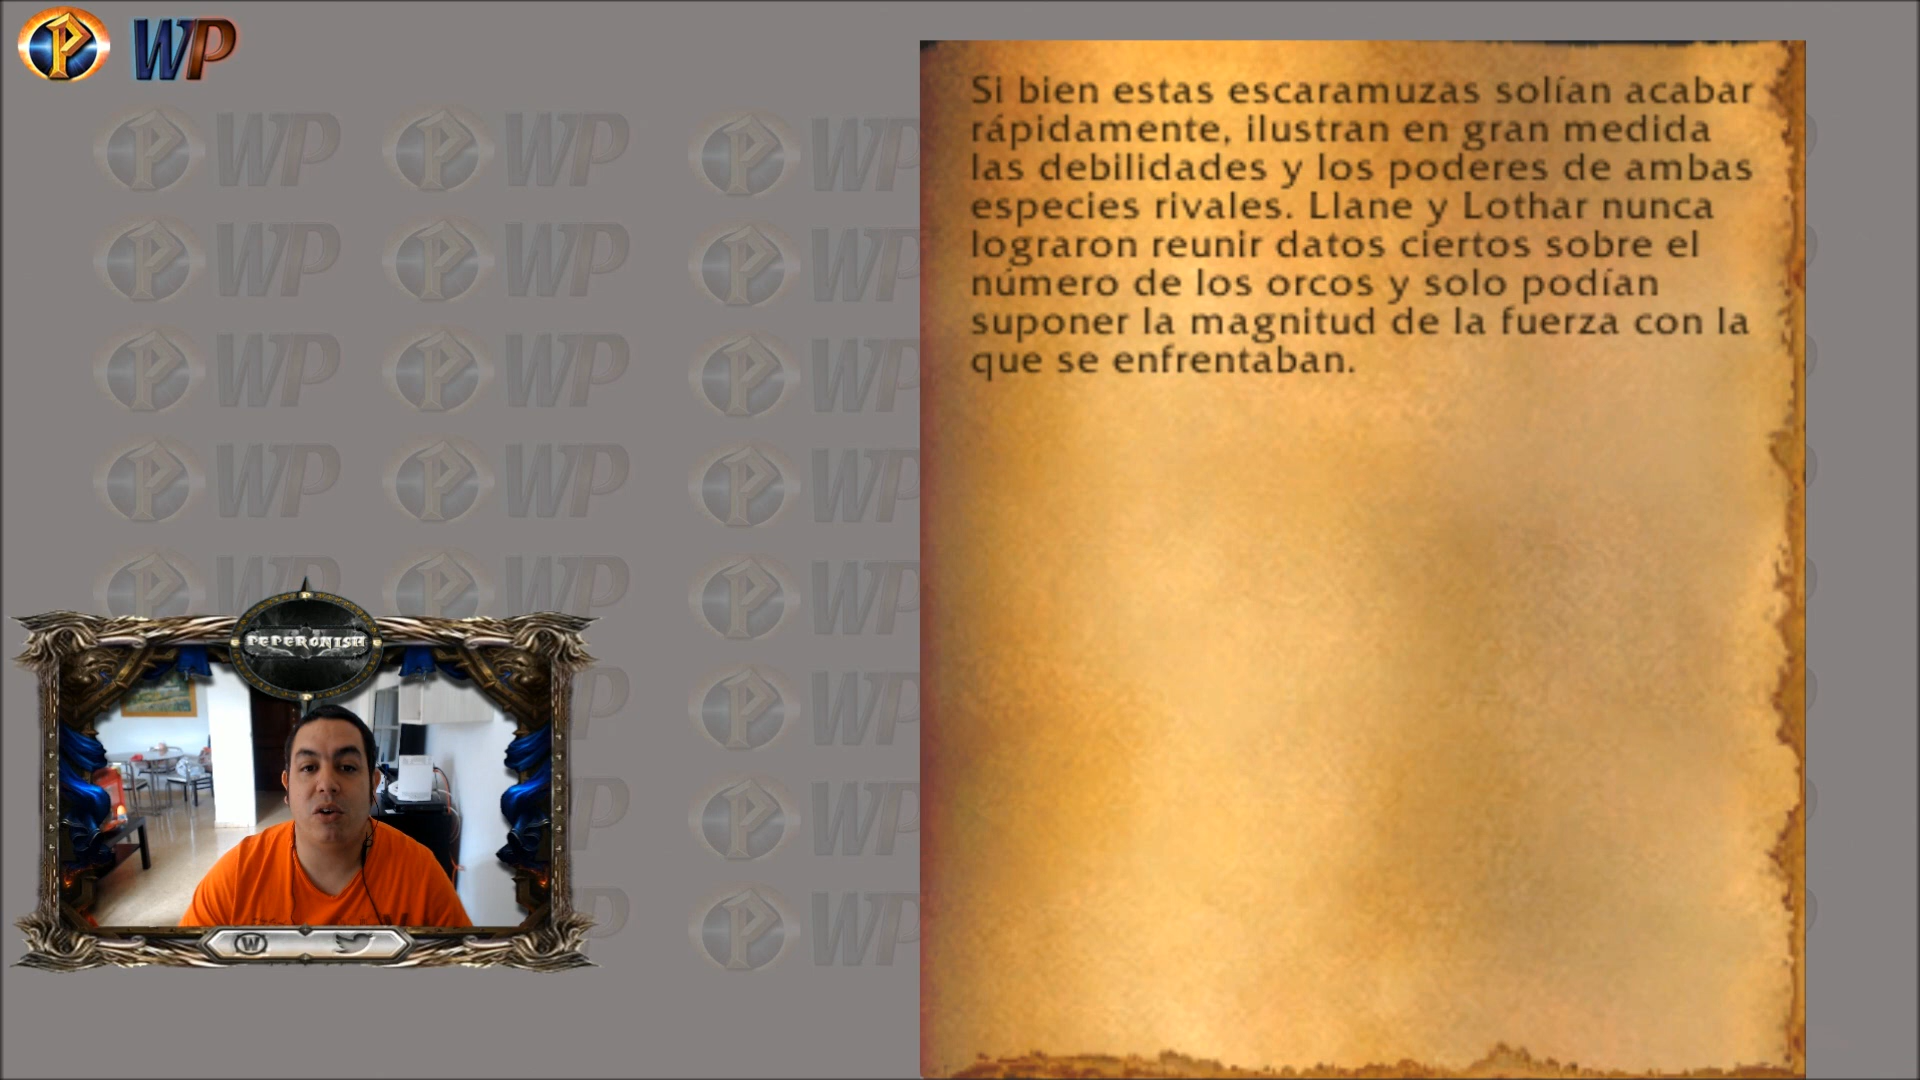 WP
Si bien estas escaramuzas solían acabar
rápidamente, ilustran en gran medida
las debilidades y los poderes de ambas
especies rivales. Llane y Lothar nunca
lograron reunir datos ciertos sobre el
número de los orcos y solo podían
suponer la magnitud de la fuerza con la
que se enfrentaban.
PEPERONISH